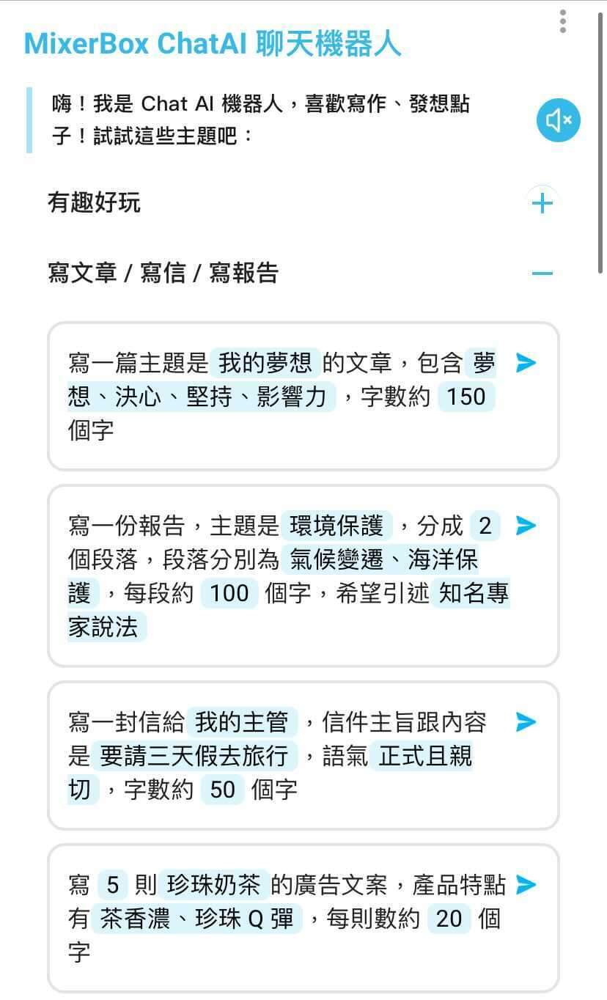 MixerBox ChatAI 聊天機器人
嗨！我是 Chat AI 機器人，喜歡寫作、發想點
子！試試這些主題吧：
有趣好玩
寫文章 / 寫信 / 寫報告
寫一篇主題是 我的夢想 的文章，包含 夢
想、決心、堅持、影響力 ，字數約 150
個字
寫一份報告，主題是 環境保護 ，分成 2
個段落，段落分別為 氣候變遷、海洋保
護 ，每段約 100 個字，希望引述 知名專
家說法
寫一封信給 我的主管 ，信件主旨跟內容
是 要請三天假去旅行 ，語氣 正式且親
切 ，字數約 50 個字
寫 5 則 珍珠奶茶 的廣告文案，產品特點
有 茶香濃、珍珠 Q 彈 ，每則數約 20 個
字